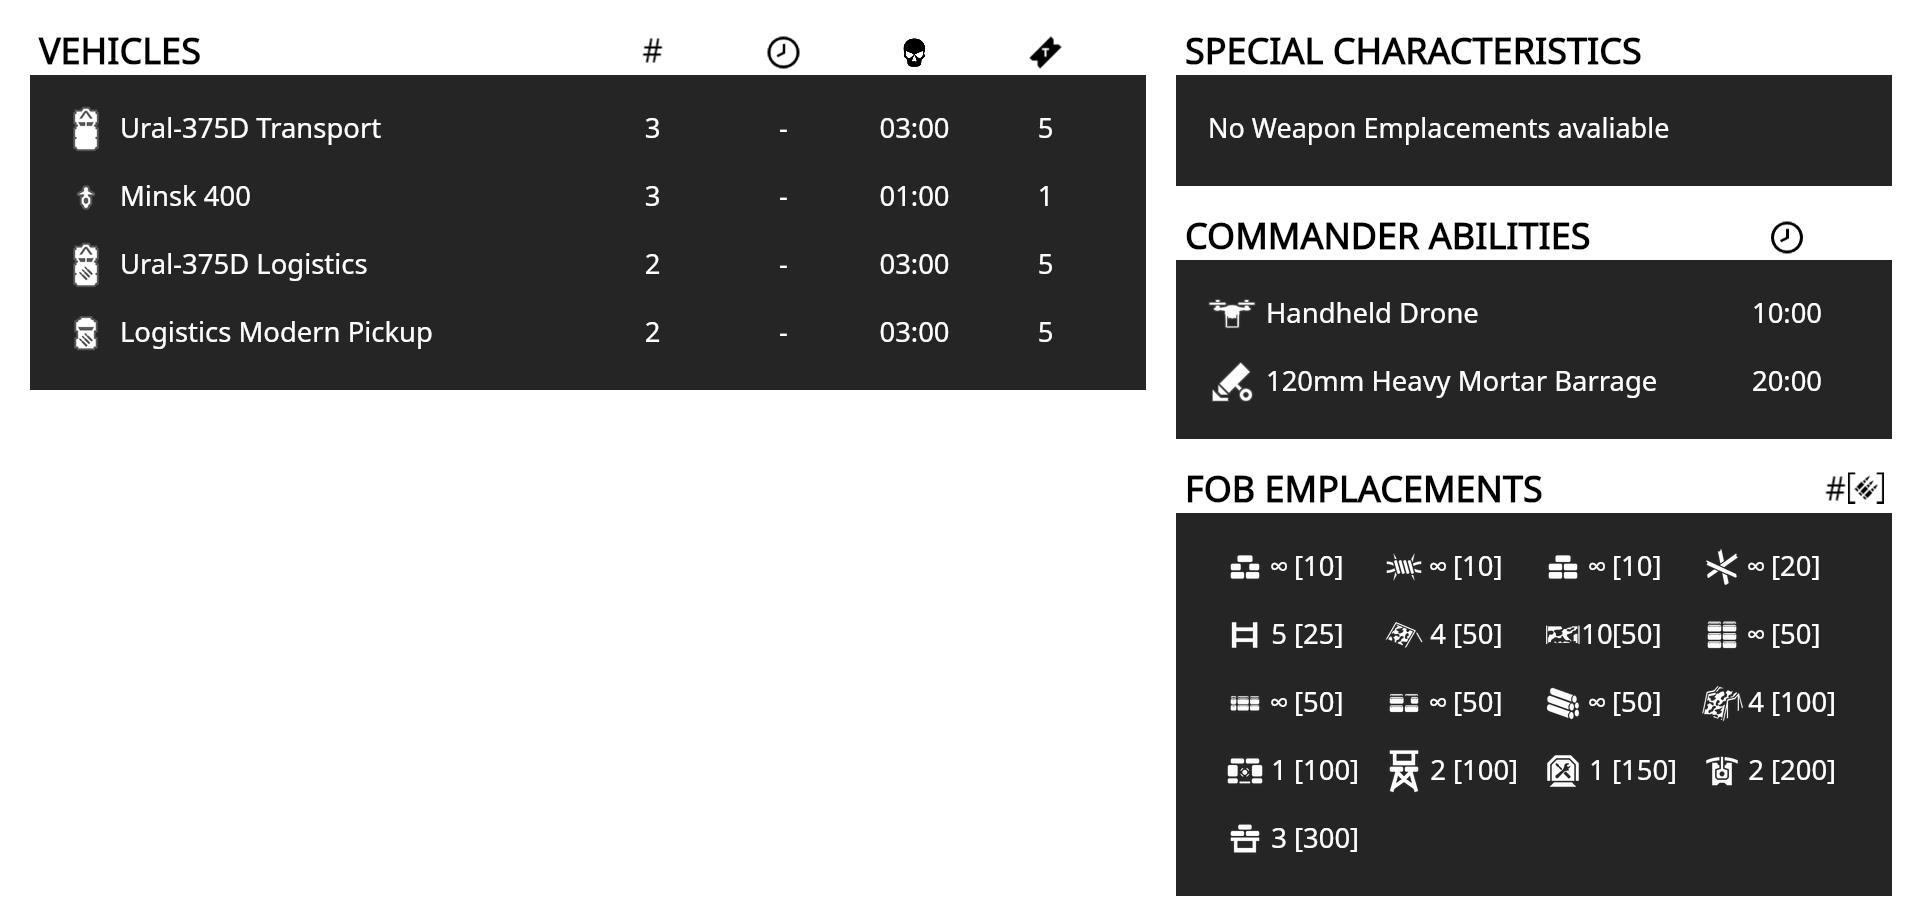 VEHICLES #
Ural-375D Transport 3 - 03:00 5
Minsk 400 3 - 01:00 1
Ural-375D Logistics 2 - 03:00 5
Logistics Modern Pickup 2 - 03:00 5
SPECIAL CHARACTERISTICS
No Weapon Emplacements avaliable
COMMANDER ABILITIES
Handheld Drone 10:00
120mm Heavy Mortar Barrage 20:00
FOB EMPLACEMENTS #[]
∞ [10] ∞ [10] ∞ [10] ∞ [20]
5 [25] 4 [50] 10[50] ∞ [50]
∞ [50] ∞ [50] ∞ [50] 4 [100]
1 [100] 2 [100] 1 [150] 2 [200]
3 [300]